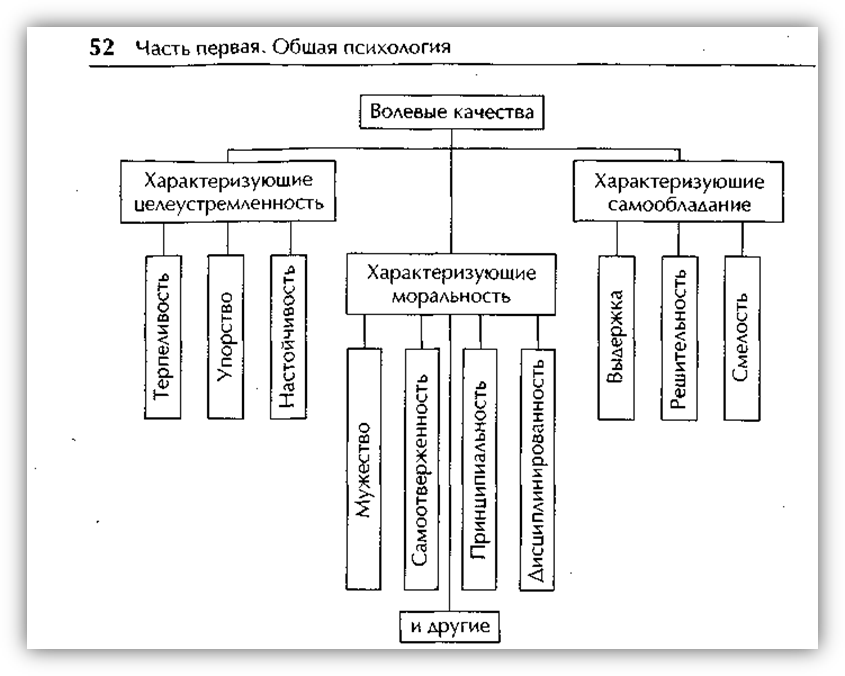 52 Часть первая. Общая психология
Волевые качества
Характеризующие
целеустремленность
Характеризующие
самообладание
Характеризующие
моральность
Терпеливость
Упорство
Настойчивость
Выдержка
Решительность
Смелость
Мужество
Самоотверженность
Принципиальность
Дисциплинированность
и другие